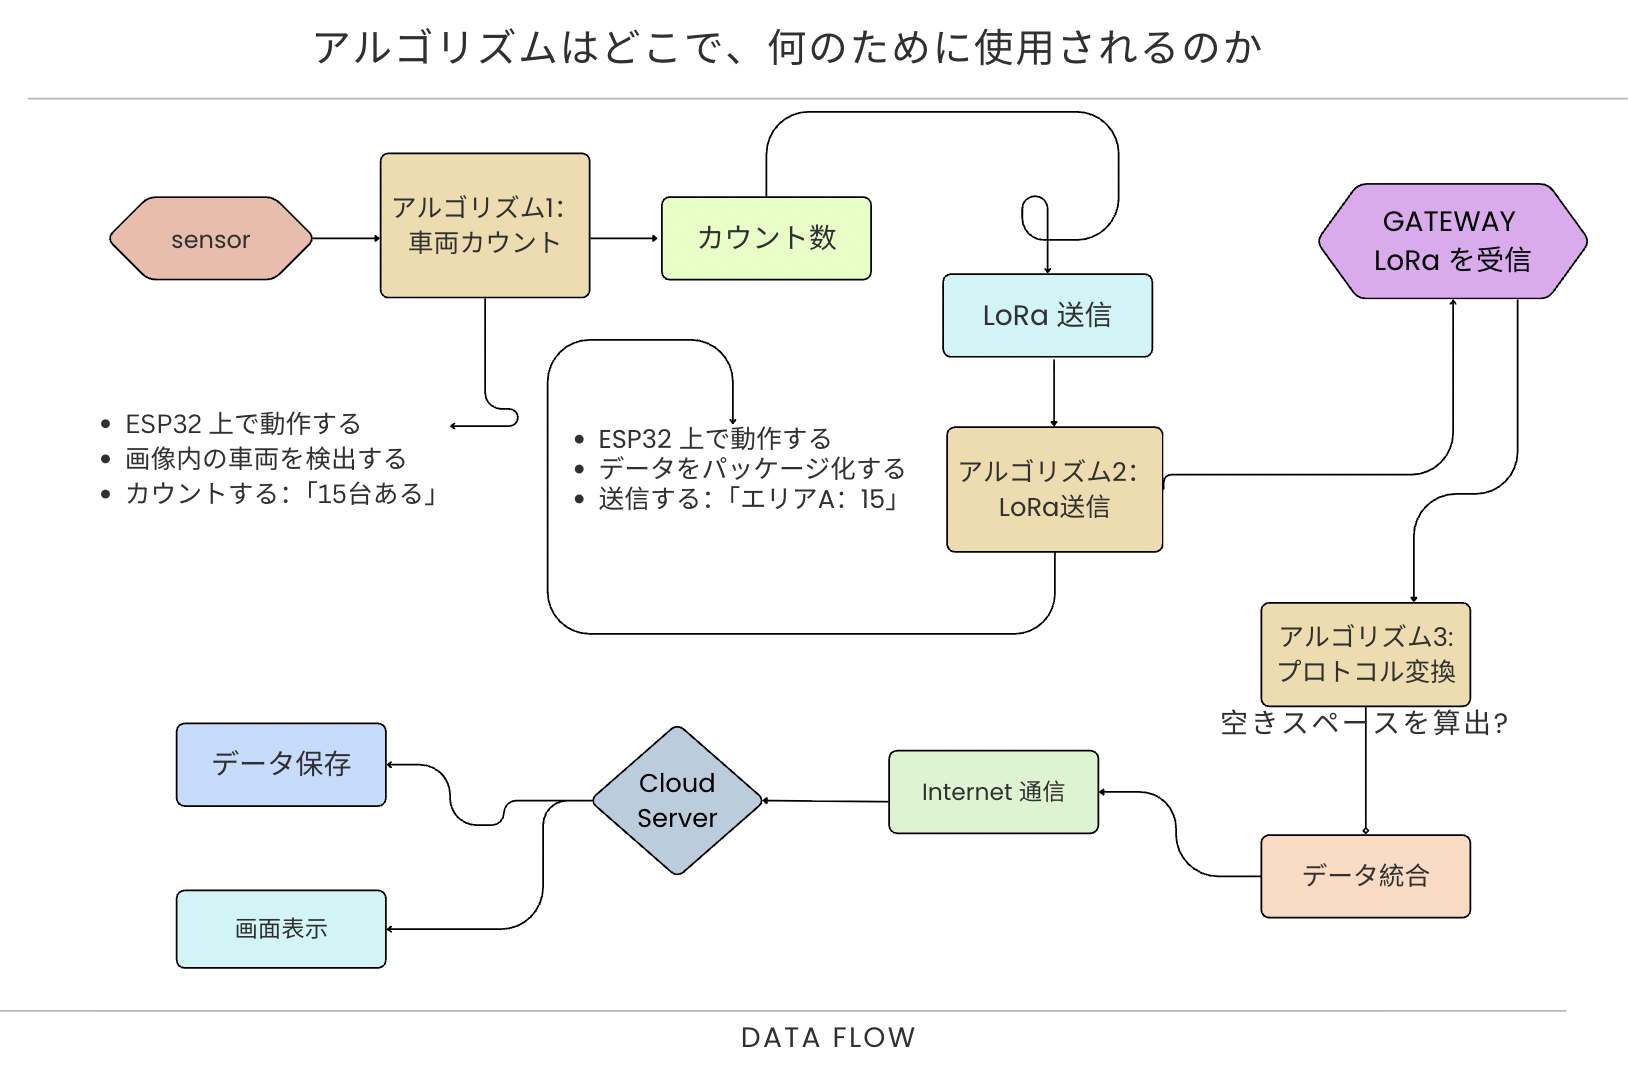 アルゴリズムはどこで、何のために使用されるのか
sensor
アルゴリズム1：
車両カウント
カウント数
LoRa 送信
GATEWAY
LoRa を受信
• ESP32 上で動作する
• 画像内の車両を検出する
• カウントする：「15台ある」
• ESP32 上で動作する
• データをパッケージ化する
• 送信する：「エリアA：15」
アルゴリズム2：
LoRa送信
アルゴリズム3:
プロトコル変換
空きスペースを算出?
データ保存
Cloud
Server
Internet 通信
データ統合
画面表示
DATA FLOW